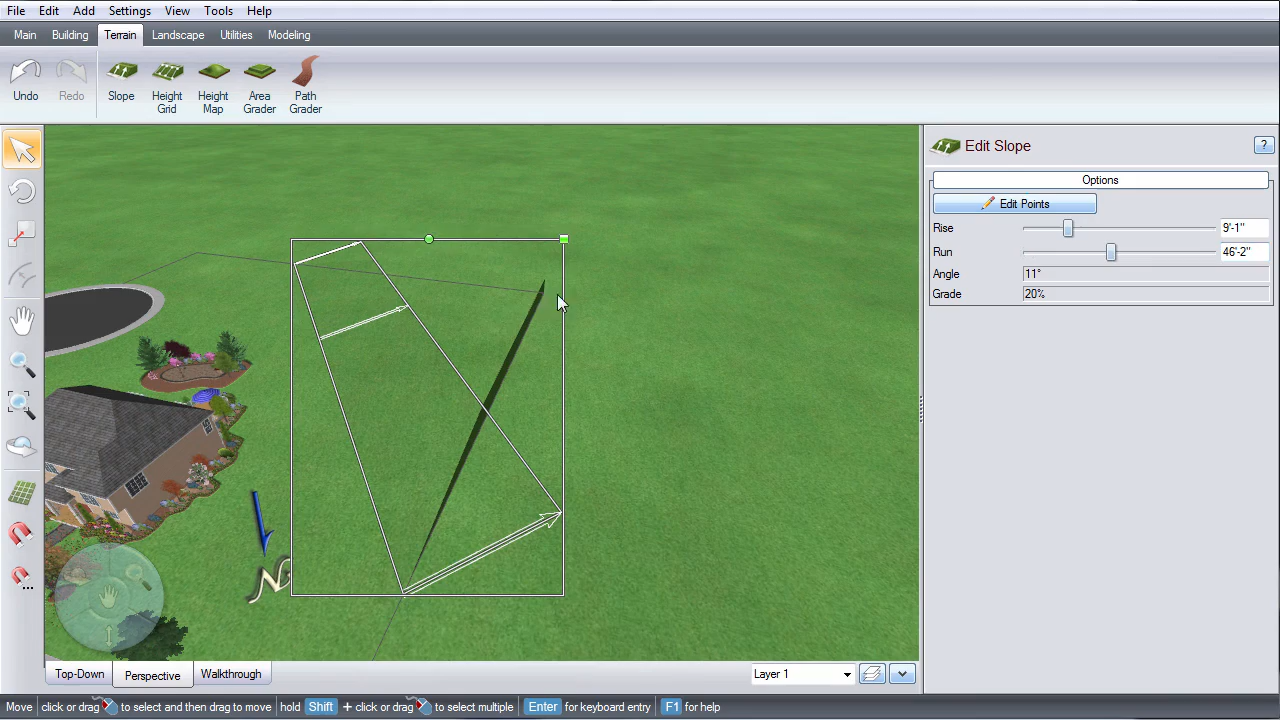 File Edit Add Settings View Tools Help
Main Building Terrain Landscape Utilities Modeling
Undo Redo Slope Height Grid Height Map Area Grader Path Grader
Edit Slope ?
Options
Edit Points
Rise 9'-1"
Run 46'-2"
Angle 11°
Grade 20%
N
Top-Down Perspective Walkthrough Layer 1
Move click or drag to select and then drag to move hold Shift + click or drag to select multiple Enter for keyboard entry F1 for help